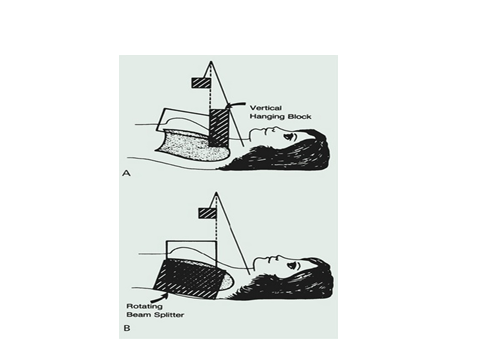 Vertical
Hanging Block
A
Rotating
Beam Splitter
B